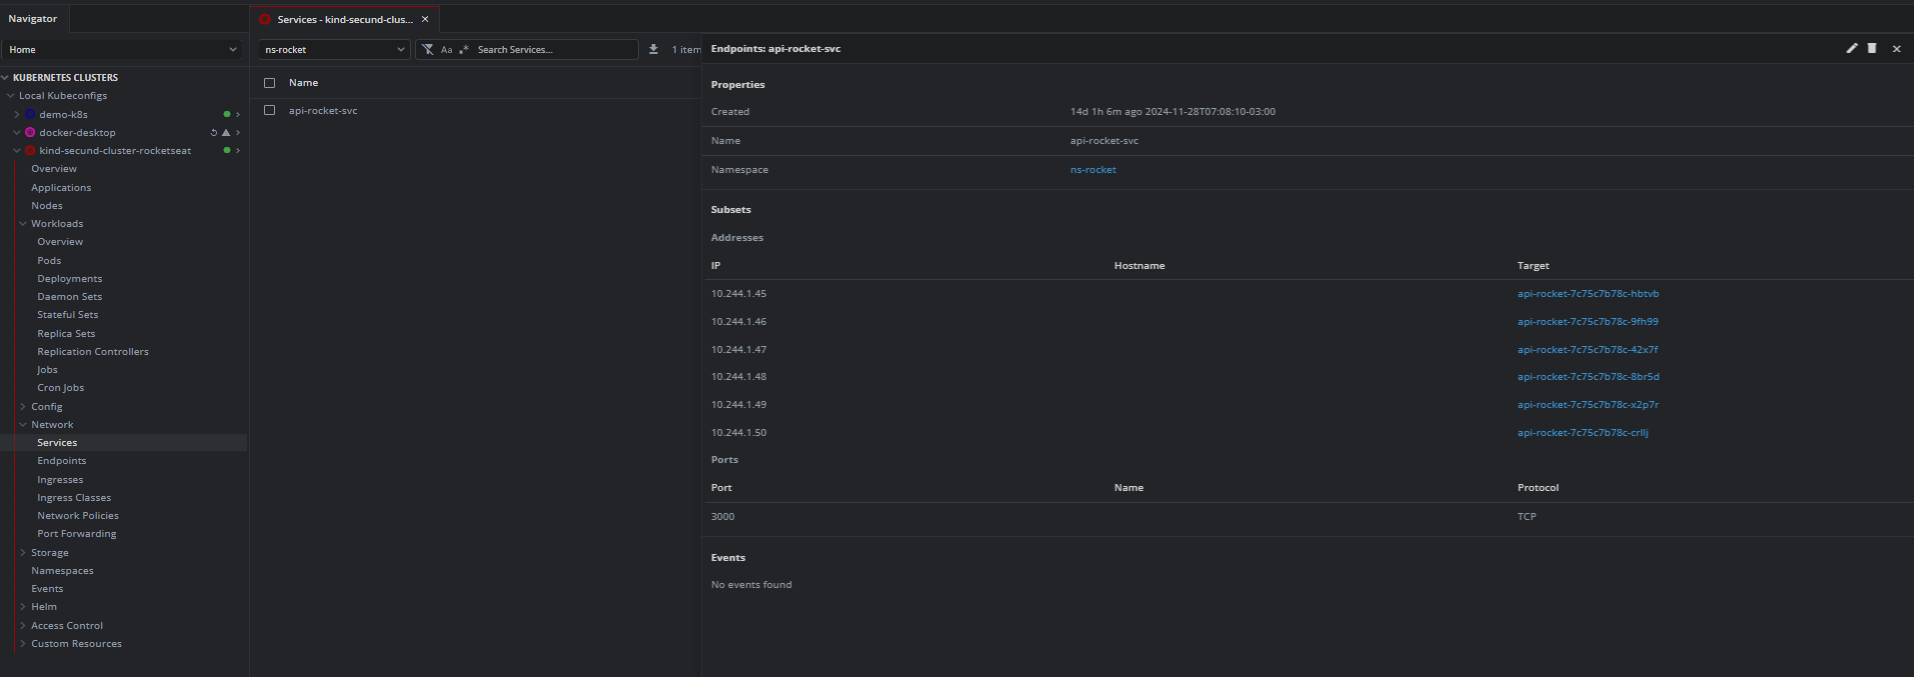 Navigator
Home
KUBERNETES CLUSTERS
Local Kubeconfigs
demo-k8s
docker-desktop
kind-secund-cluster-rocketseat
Overview
Applications
Nodes
Workloads
Overview
Pods
Deployments
Daemon Sets
Stateful Sets
Replica Sets
Replication Controllers
Jobs
Cron Jobs
Config
Network
Services
Endpoints
Ingresses
Ingress Classes
Network Policies
Port Forwarding
Storage
Namespaces
Events
Helm
Access Control
Custom Resources
Services - kind-secund-clus...
ns-rocket Aa .* Search Services... 1 item
Name
api-rocket-svc
Endpoints: api-rocket-svc
Properties
Created 14d 1h 6m ago 2024-11-28T07:08:10-03:00
Name api-rocket-svc
Namespace ns-rocket
Subsets
Addresses
IP Hostname Target
10.244.1.45 api-rocket-7c75c7b78c-hbtvb
10.244.1.46 api-rocket-7c75c7b78c-9fh99
10.244.1.47 api-rocket-7c75c7b78c-42x7f
10.244.1.48 api-rocket-7c75c7b78c-8br5d
10.244.1.49 api-rocket-7c75c7b78c-x2p7r
10.244.1.50 api-rocket-7c75c7b78c-crllj
Ports
Port Name Protocol
3000 TCP
Events
No events found